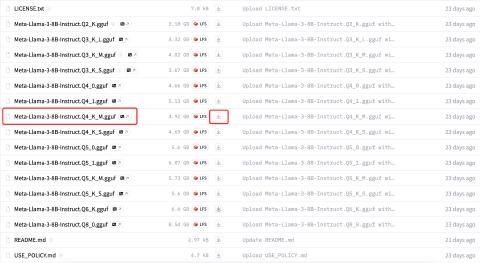 LICENSE.txt 7.8 kB Upload LICENSE.txt 23 days ago
Meta-Llama-3-8B-Instruct.Q2_K.gguf 3.18 GB LFS Upload Meta-Llama-3-8B-Instruct.Q2_K.gguf wit… 23 days ago
Meta-Llama-3-8B-Instruct.Q3_K_L.gguf 4.32 GB LFS Upload Meta-Llama-3-8B-Instruct.Q3_K_L.gguf w… 23 days ago
Meta-Llama-3-8B-Instruct.Q3_K_M.gguf 4.02 GB LFS Upload Meta-Llama-3-8B-Instruct.Q3_K_M.gguf w… 23 days ago
Meta-Llama-3-8B-Instruct.Q3_K_S.gguf 3.67 GB LFS Upload Meta-Llama-3-8B-Instruct.Q3_K_S.gguf w… 23 days ago
Meta-Llama-3-8B-Instruct.Q4_0.gguf 4.66 GB LFS Upload Meta-Llama-3-8B-Instruct.Q4_0.gguf wit… 23 days ago
Meta-Llama-3-8B-Instruct.Q4_1.gguf 5.13 GB LFS Upload Meta-Llama-3-8B-Instruct.Q4_1.gguf wit… 23 days ago
Meta-Llama-3-8B-Instruct.Q4_K_M.gguf 4.92 GB LFS Upload Meta-Llama-3-8B-Instruct.Q4_K_M.gguf w… 23 days ago
Meta-Llama-3-8B-Instruct.Q4_K_S.gguf 4.69 GB LFS Upload Meta-Llama-3-8B-Instruct.Q4_K_S.gguf w… 23 days ago
Meta-Llama-3-8B-Instruct.Q5_0.gguf 5.6 GB LFS Upload Meta-Llama-3-8B-Instruct.Q5_0.gguf wit… 23 days ago
Meta-Llama-3-8B-Instruct.Q5_1.gguf 6.07 GB LFS Upload Meta-Llama-3-8B-Instruct.Q5_1.gguf wit… 23 days ago
Meta-Llama-3-8B-Instruct.Q5_K_M.gguf 5.73 GB LFS Upload Meta-Llama-3-8B-Instruct.Q5_K_M.gguf w… 23 days ago
Meta-Llama-3-8B-Instruct.Q5_K_S.gguf 5.6 GB LFS Upload Meta-Llama-3-8B-Instruct.Q5_K_S.gguf w… 23 days ago
Meta-Llama-3-8B-Instruct.Q6_K.gguf 6.6 GB LFS Upload Meta-Llama-3-8B-Instruct.Q6_K.gguf wit… 23 days ago
Meta-Llama-3-8B-Instruct.Q8_0.gguf 8.54 GB LFS Upload Meta-Llama-3-8B-Instruct.Q8_0.gguf wit… 23 days ago
README.md 2.97 kB Update README.md 21 days ago
USE_POLICY.md 4.7 kB Upload USE_POLICY.md 23 days ago